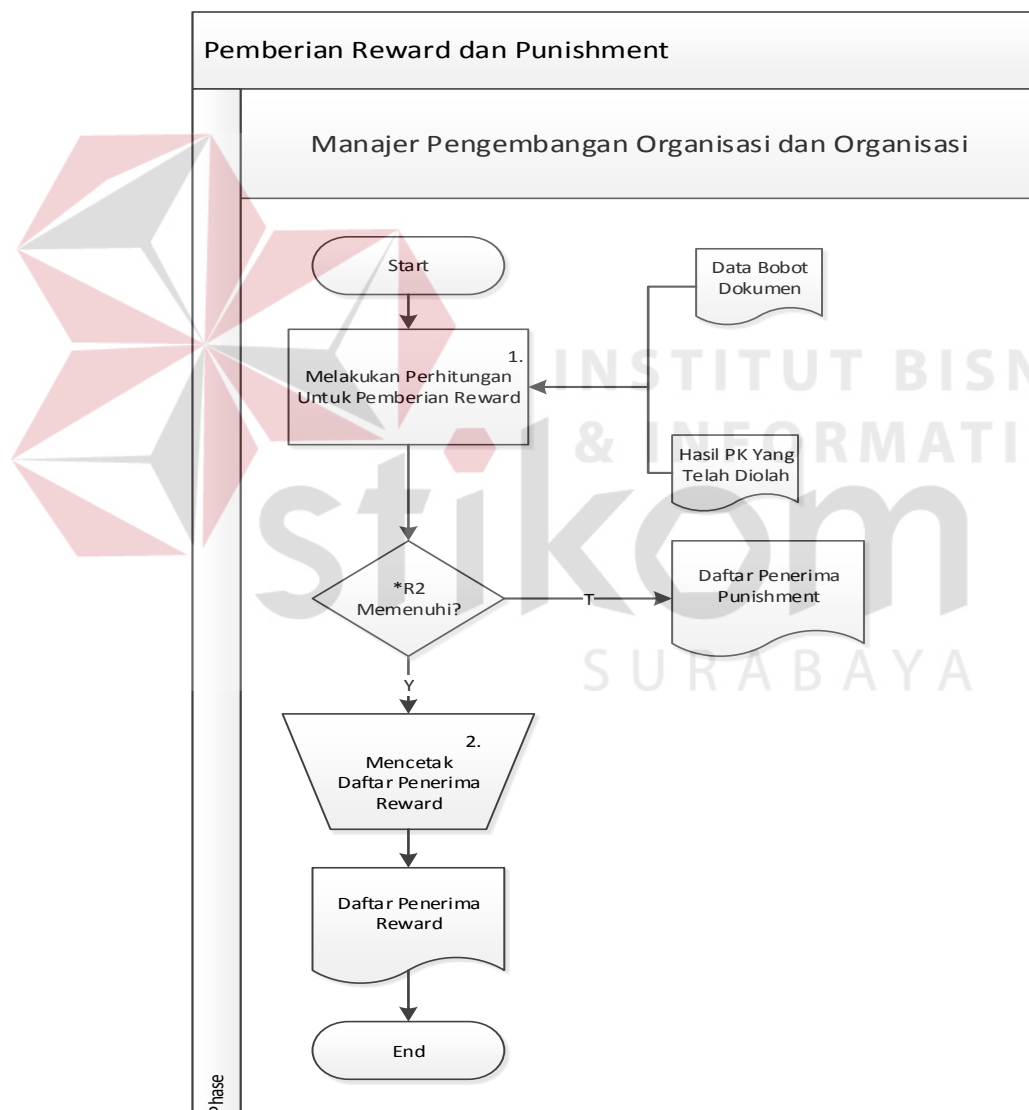 Pemberian Reward dan Punishment
Manajer Pengembangan Organisasi dan Organisasi
Start
Data Bobot
Dokumen
1.
Melakukan Perhitungan
Untuk Pemberian Reward
INSTITUT BISN
& INFORMATI
Hasil PK Yang
Telah Diolah
stikom
SURABAYA
*R2
Memenuhi?
T
Daftar Penerima
Punishment
Y
2.
Mencetak
Daftar Penerima
Reward
Daftar Penerima
Reward
End
Phase